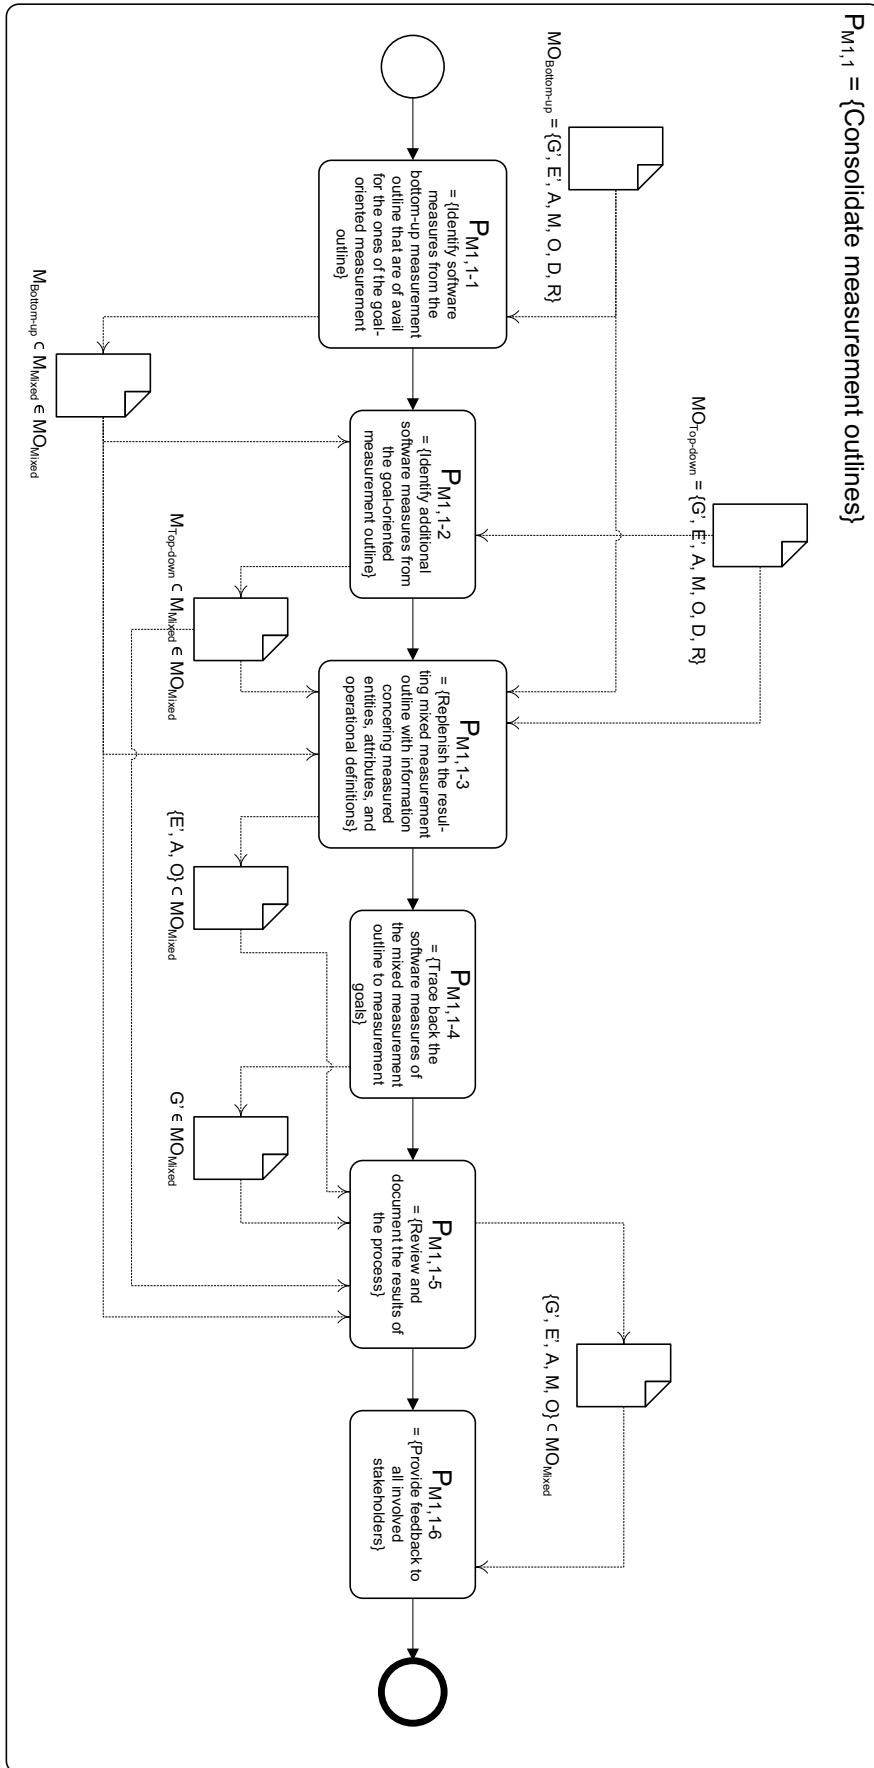 P_M1,1 = {Consolidate measurement outlines}
MO_Bottom-up = {G', E', A, M, O, D, R}
MO_Top-down = {G', E', A, M, O, D, R}
P_M1,1-1
= {Identify software
measures from the
bottom-up measurement
outline that are of avail
for the ones of the goal-
oriented measurement
outline}
M_Bottom-up ⊂ M_Mixed ϵ MO_Mixed
P_M1,1-2
= {Identify additional
software measures from
the goal-oriented
measurement outline}
M_Top-down ⊂ M_Mixed ϵ MO_Mixed
P_M1,1-3
= {Replenish the resul-
ting mixed measurement
outline with information
concering measured
entities, attributes, and
operational definitions}
{E', A, O} ⊂ MO_Mixed
P_M1,1-4
= {Trace back the
software measures of
the mixed measurement
outline to measurement
goals}
G' ϵ MO_Mixed
P_M1,1-5
= {Review and
document the results of
the process}
{G', E', A, M, O} ⊂ MO_Mixed
P_M1,1-6
= {Provide feedback to
all involved
stakeholders}